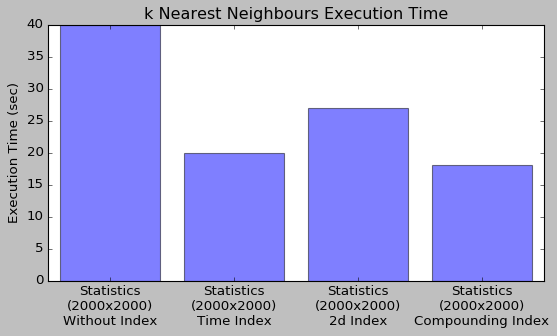 k Nearest Neighbours Execution Time
Execution Time (sec)
40
35
30
25
20
15
10
5
0
Statistics Statistics Statistics Statistics
(2000x2000) (2000x2000) (2000x2000) (2000x2000)
Without Index Time Index 2d Index Compounding Index